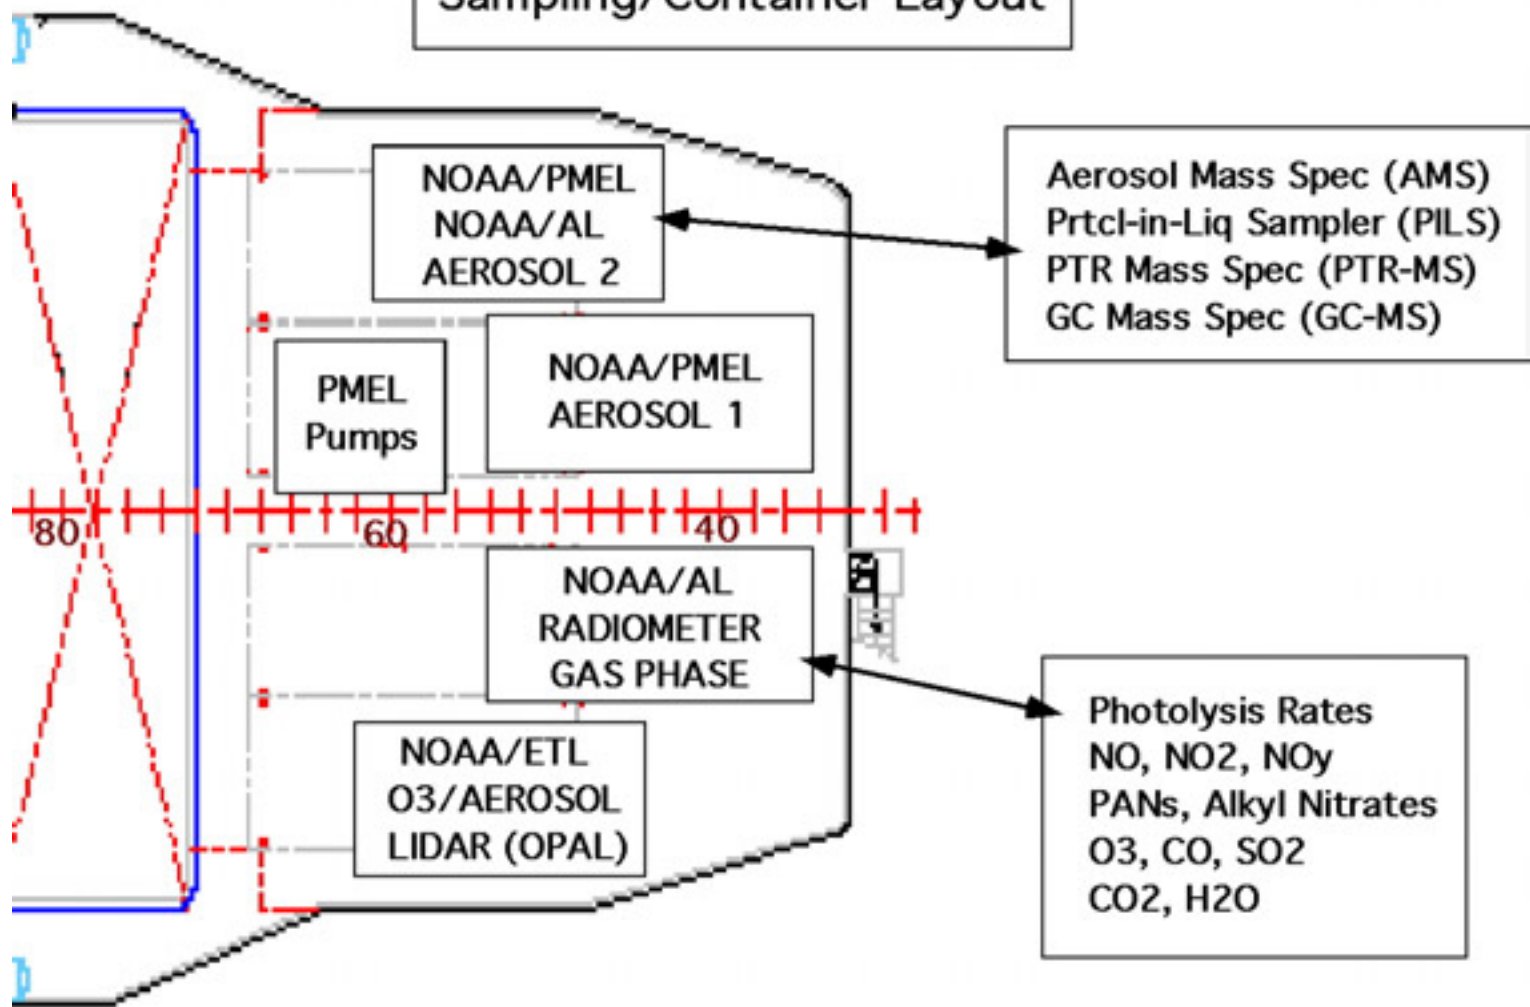 Sampling/Container Layout
NOAA/PMEL
NOAA/AL
AEROSOL 2
Aerosol Mass Spec (AMS)
Prtcl-in-Liq Sampler (PILS)
PTR Mass Spec (PTR-MS)
GC Mass Spec (GC-MS)
PMEL
Pumps
NOAA/PMEL
AEROSOL 1
80
60
40
NOAA/AL
RADIOMETER
GAS PHASE
NOAA/ETL
O3/AEROSOL
LIDAR (OPAL)
Photolysis Rates
NO, NO2, NOy
PANs, Alkyl Nitrates
O3, CO, SO2
CO2, H2O